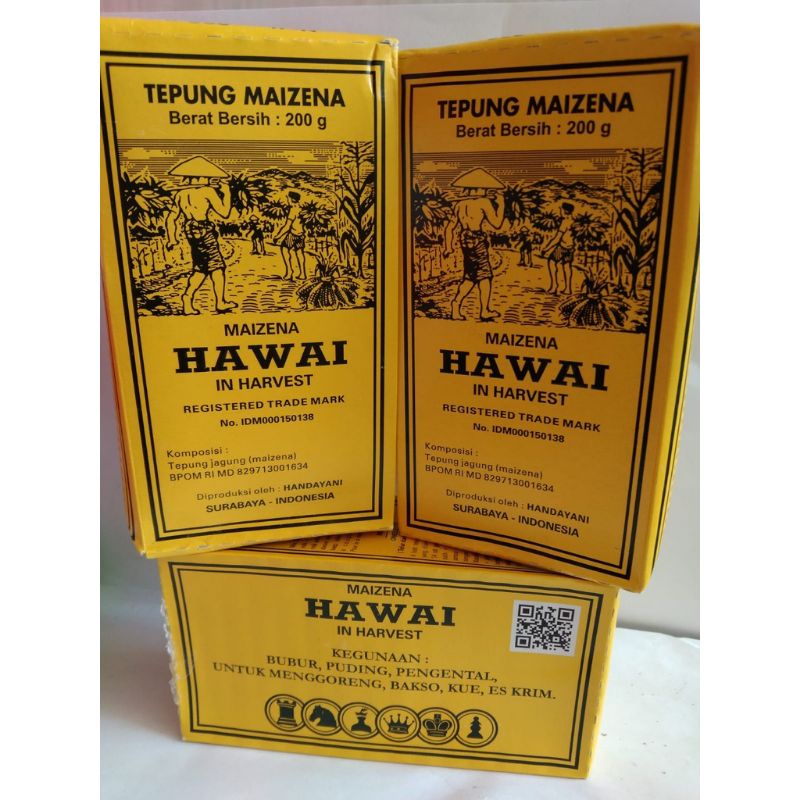 TEPUNG MAIZENA
Berat Bersih : 200 g
MAIZENA
HAWAI
IN HARVEST
REGISTERED TRADE MARK
No. IDM000150138
Komposisi :
Tepung jagung (maizena)
BPOM RI MD 829713001634
Diproduksi oleh : HANDAYANI
SURABAYA - INDONESIA
TEPUNG MAIZENA
Berat Bersih : 200 g
MAIZENA
HAWAI
IN HARVEST
REGISTERED TRADE MARK
No. IDM000150138
Komposisi :
Tepung jagung (maizena)
BPOM RI MD 829713001634
Diproduksi oleh : HANDAYANI
SURABAYA - INDONESIA
MAIZENA
HAWAI
IN HARVEST
KEGUNAAN :
BUBUR, PUDING, PENGENTAL,
UNTUK MENGGORENG, BAKSO, KUE, ES KRIM.